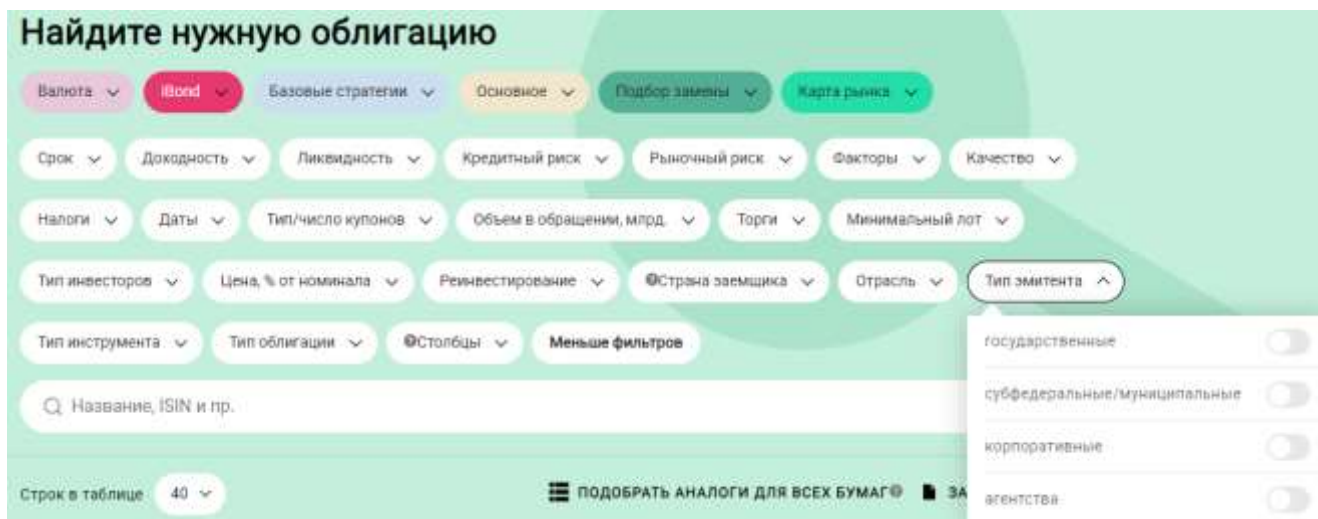 Найдите нужную облигацию
Валюта iBond Базовые стратегии Основное Подбор замены Карта рынка
Срок Доходность Ликвидность Кредитный риск Рыночный риск Факторы Качество
Налоги Даты Тип/число купонов Объем в обращении, млрд. Торги Минимальный лот
Тип инвесторов Цена, % от номинала Реинвестирование Страна заемщика Отрасль Тип эмитента
Тип инструмента Тип облигации Столбцы Меньше фильтров
государственные
Название, ISIN и пр.
субфедеральные/муниципальные
корпоративные
Строк в таблице 40 ПОДОБРАТЬ АНАЛОГИ ДЛЯ ВСЕХ БУМАГ ЗА
агентства